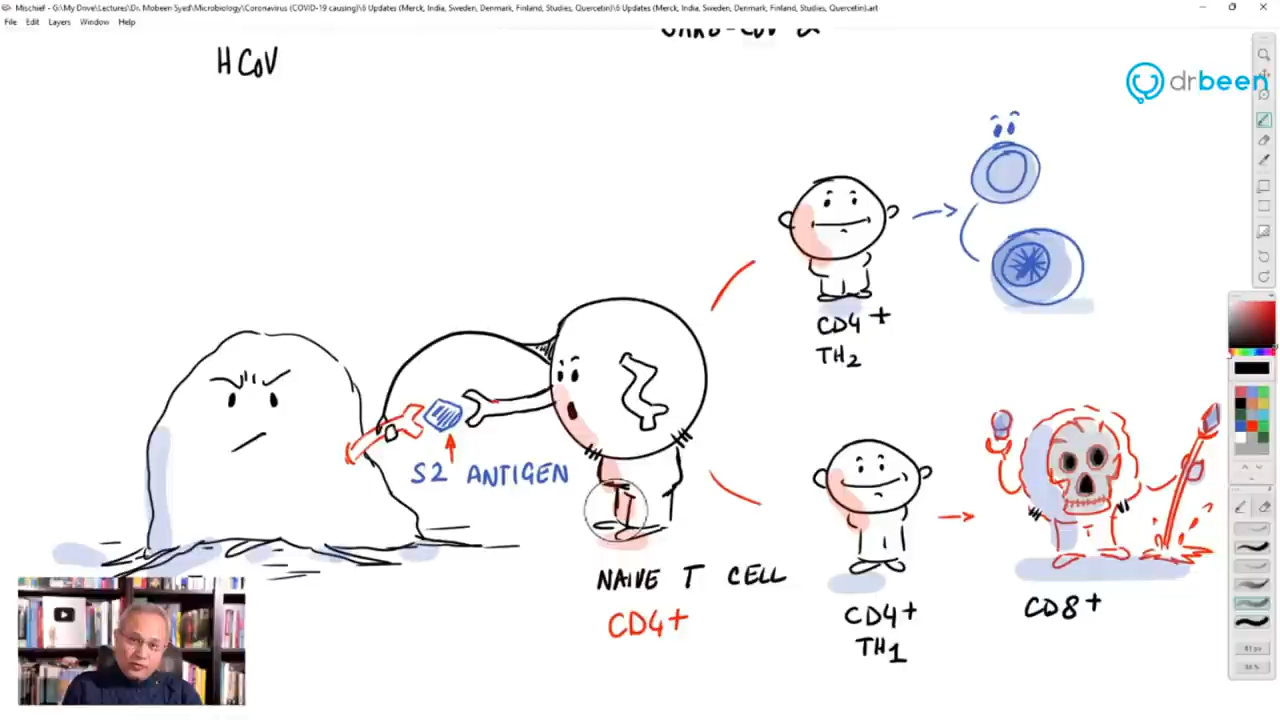 Mischief - G:\My Drive\Lectures\Dr. Mobeen Syed\Microbiology\Coronavirus (COVID-19 causing)\6 Updates (Merck, India, Sweden, Denmark, Finland, Studies, Quercetin)\6 Updates (Merck, India, Sweden, Denmark, Finland, Studies, Quercetin).art
File Edit Layers Window Help
HCoV
drbeen
CD4+
TH2
S2 ANTIGEN
NAIVE T CELL
CD4+
CD4+
TH1
CD8+